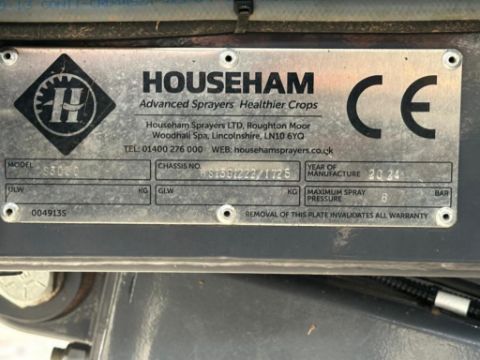 H
HOUSEHAM
Advanced Sprayers Healthier Crops
Househam Sprayers LTD, Roughton Moor
Woodhall Spa, Lincolnshire, LN10 6YQ
TEL: 01400 276 000 WEB: househamsprayers.co.uk
CE
MODEL
CHASSIS NO.
YEAR OF MANUFACTURE 2024
ULW KG
GLW KG
MAXIMUM SPRAY PRESSURE 8 BAR
004913S
REMOVAL OF THIS PLATE INVALIDATES ALL WARRANTY